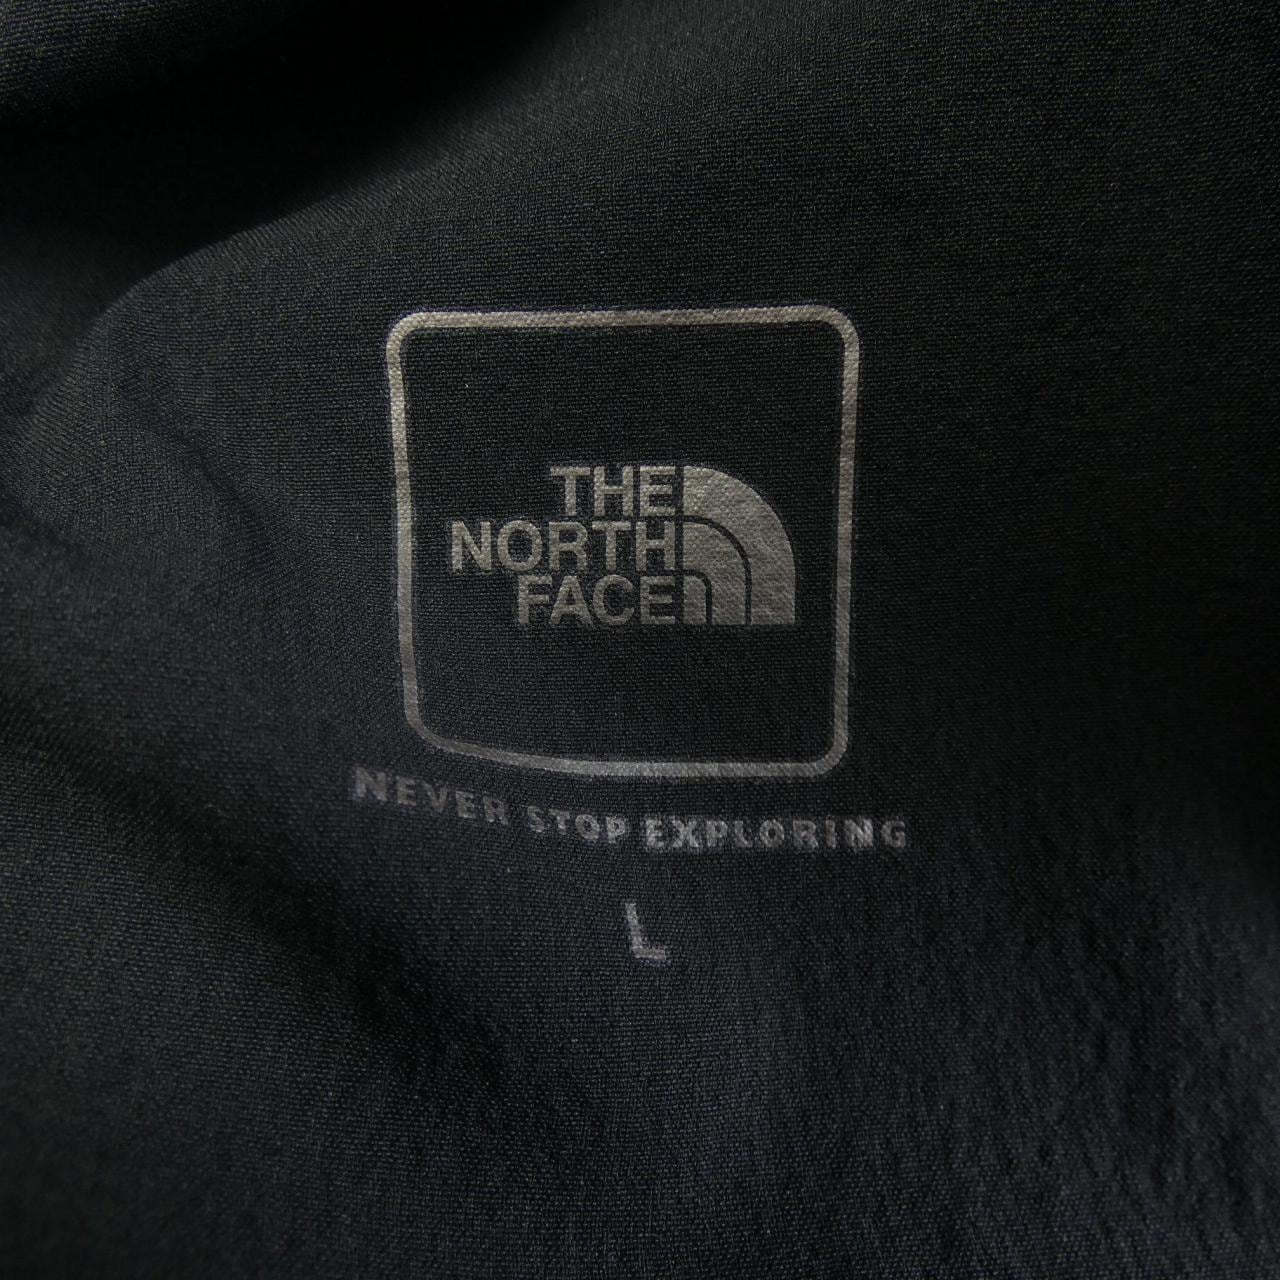 THE
NORTH
FACE
NEVER STOP EXPLORING
L